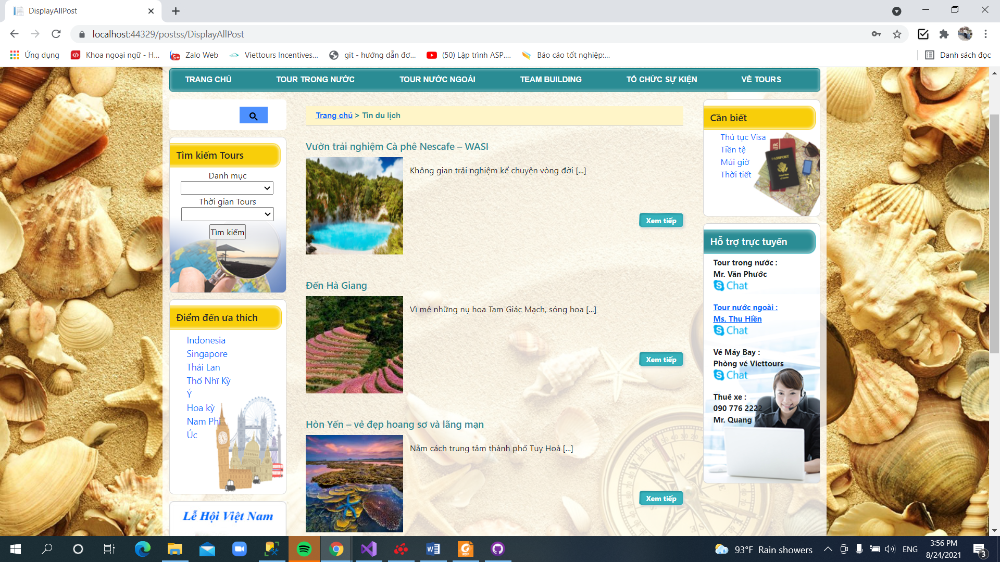 DisplayAllPost
localhost:44329/postss/DisplayAllPost
Ứng dụng
Khoa ngoại ngữ - H...
5+
Zalo Web
Viettours Incentives...
git - hướng dẫn đơ...
(50) Lập trình ASP....
Báo cáo tốt nghiệp:...
Danh sách đọc
TRANG CHỦ
TOUR TRONG NƯỚC
TOUR NƯỚC NGOÀI
TEAM BUILDING
TỔ CHỨC SỰ KIỆN
VỀ TOURS
Tìm kiếm Tours
Danh mục
Thời gian Tours
Tìm kiếm
Điểm đến ưa thích
Indonesia
Singapore
Thái Lan
Thổ Nhĩ Kỳ
Ý
Hoa kỳ
Nam Phi
Úc
Lễ Hội Việt Nam
Trang chủ > Tin du lịch
Vườn trải nghiệm Cà phê Nescafe – WASI
Không gian trải nghiệm kể chuyện vòng đời [...]
Xem tiếp
Đến Hà Giang
Vì mê những nụ hoa Tam Giác Mạch, sóng hoa [...]
Xem tiếp
Hòn Yến – vẻ đẹp hoang sơ và lãng mạn
Nằm cách trung tâm thành phố Tuy Hoà [...]
Xem tiếp
Cần biết
Thủ tục Visa
Tiền tệ
Múi giờ
Thời tiết
PASSPORT
Hỗ trợ trực tuyến
Tour trong nước :
Mr. Văn Phước
Chat
Tour nước ngoài :
Ms. Thu Hiền
Chat
Vé Máy Bay :
Phòng vé Viettours
Chat
Thuê xe :
090 776 2222
Mr. Quang
93°F Rain showers
ENG
3:56 PM
8/24/2021
3